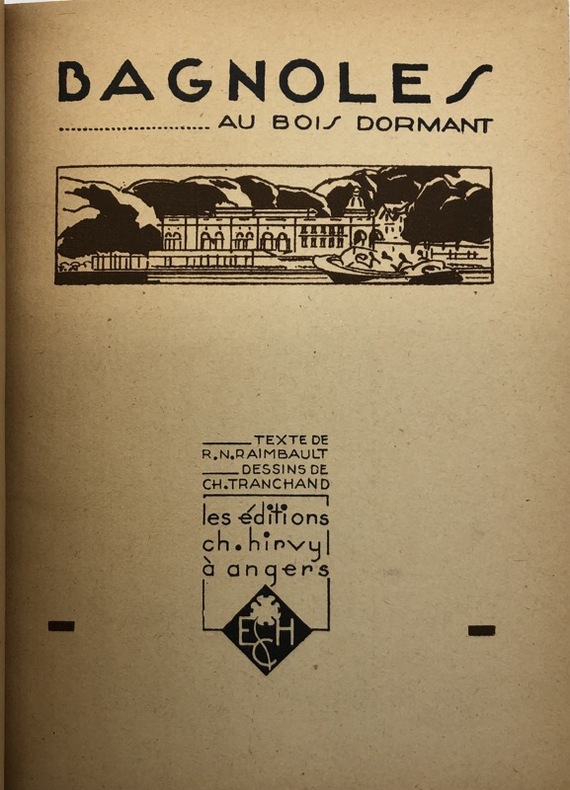 BAGNOLES
AU BOIS DORMANT
TEXTE DE
R.N.RAIMBAULT
DESSINS DE
CH.TRANCHAND
les éditions
ch. hirvyl
à angers
ECH